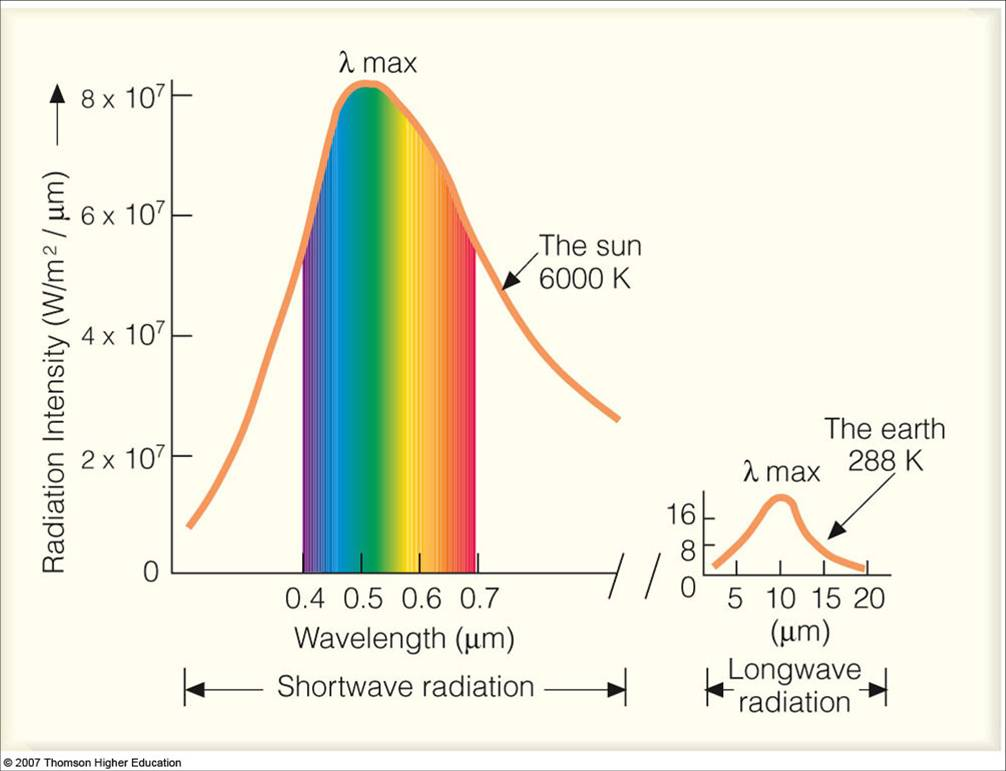 λ max
8 x 10⁷
6 x 10⁷
4 x 10⁷
2 x 10⁷
0
Radiation Intensity (W/m² / μm)
The sun
6000 K
0.4 0.5 0.6 0.7
Wavelength (μm)
Shortwave radiation
The earth
288 K
λ max
16
8
0
5 10 15 20
(μm)
Longwave
radiation
© 2007 Thomson Higher Education